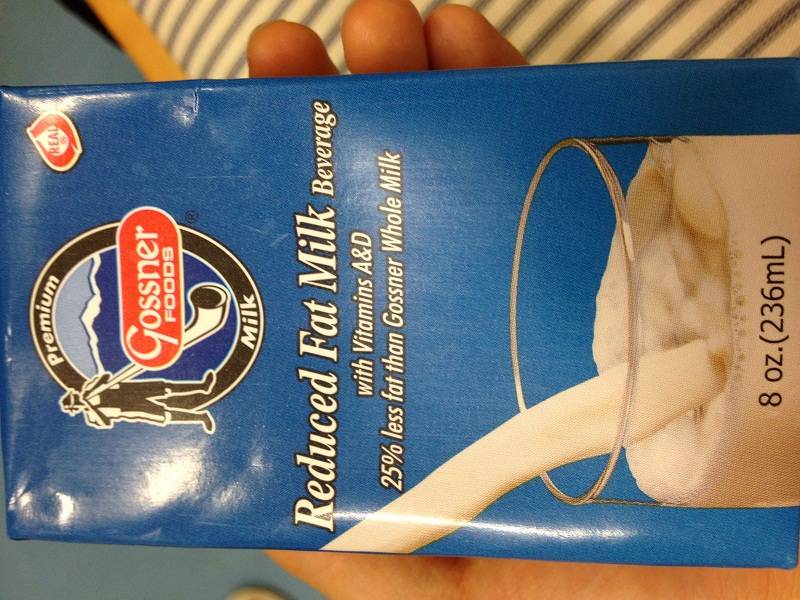 REAL
Premium
Gossner
FOODS
®
Milk
Reduced Fat Milk Beverage
with Vitamins A&D
25% less fat than Gossner Whole Milk
8 oz.(236mL)